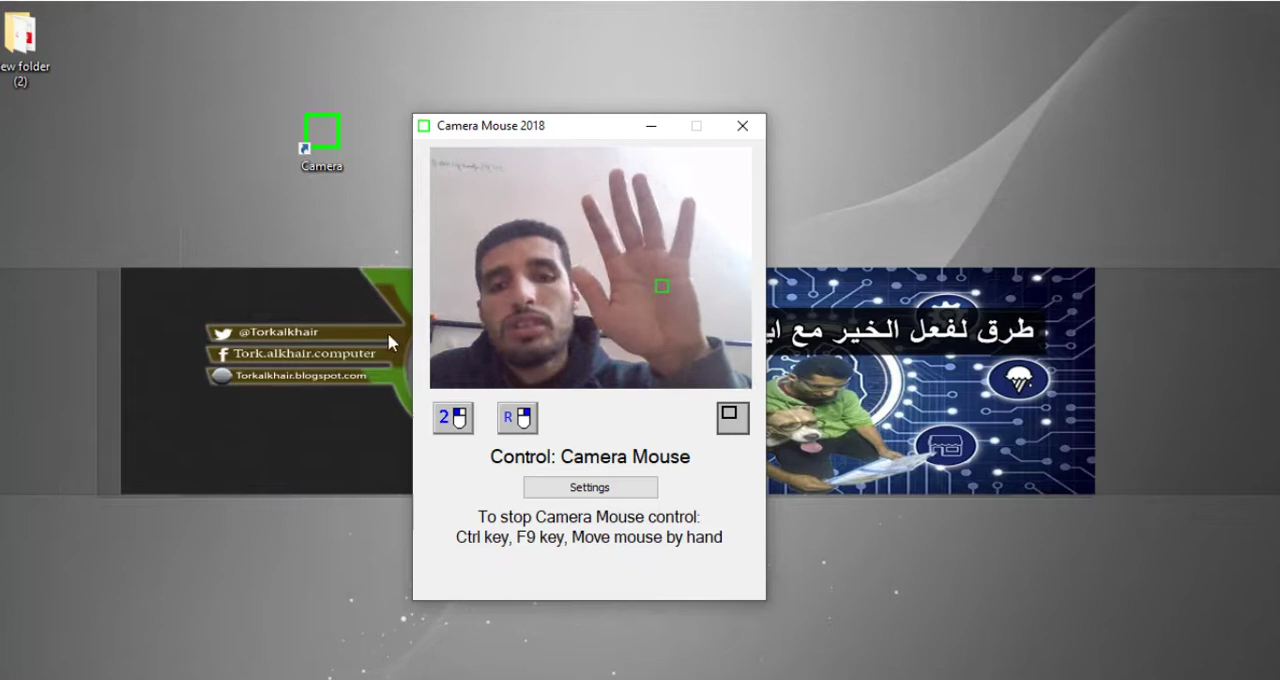 ew folder
(2)
Camera
Camera Mouse 2018
@Torkalkhair
Tork.alkhair.computer
Torkalkhair.blogspot.com
طرق لفعل الخير مع اي
2
R
Control: Camera Mouse
Settings
To stop Camera Mouse control:
Ctrl key, F9 key, Move mouse by hand